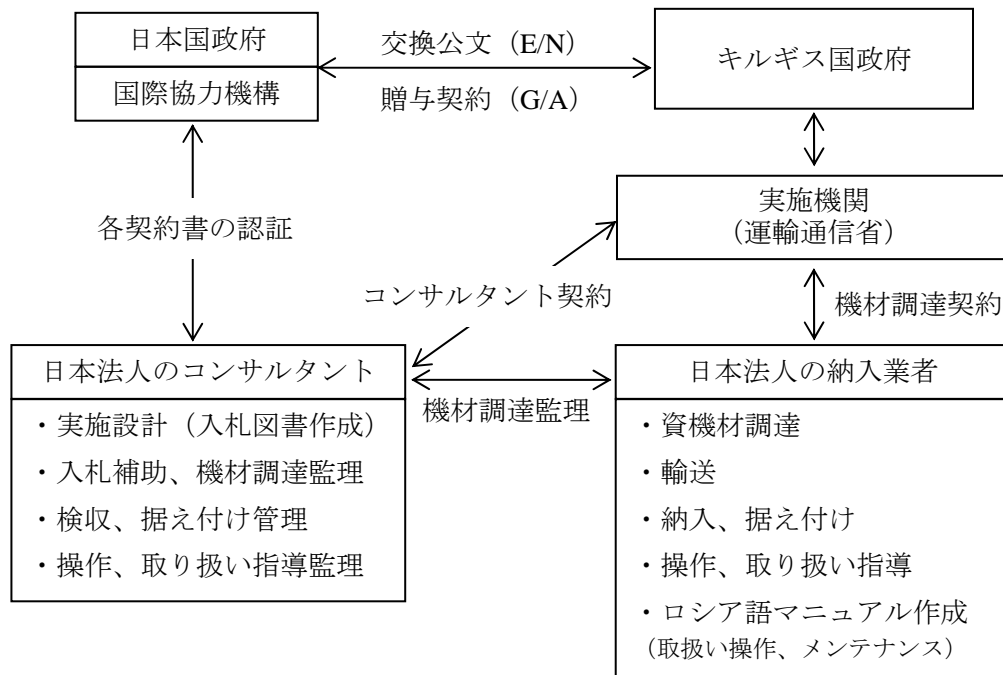 日本国政府
国際協力機構
交換公文（E/N）
贈与契約（G/A）
キルギス国政府
実施機関
（運輸通信省）
各契約書の認証
コンサルタント契約
機材調達契約
日本法人のコンサルタント
・実施設計（入札図書作成）
・入札補助、機材調達監理
・検収、据え付け管理
・操作、取り扱い指導監理
機材調達監理
日本法人の納入業者
・資機材調達
・輸送
・納入、据え付け
・操作、取り扱い指導
・ロシア語マニュアル作成
（取扱い操作、メンテナンス）